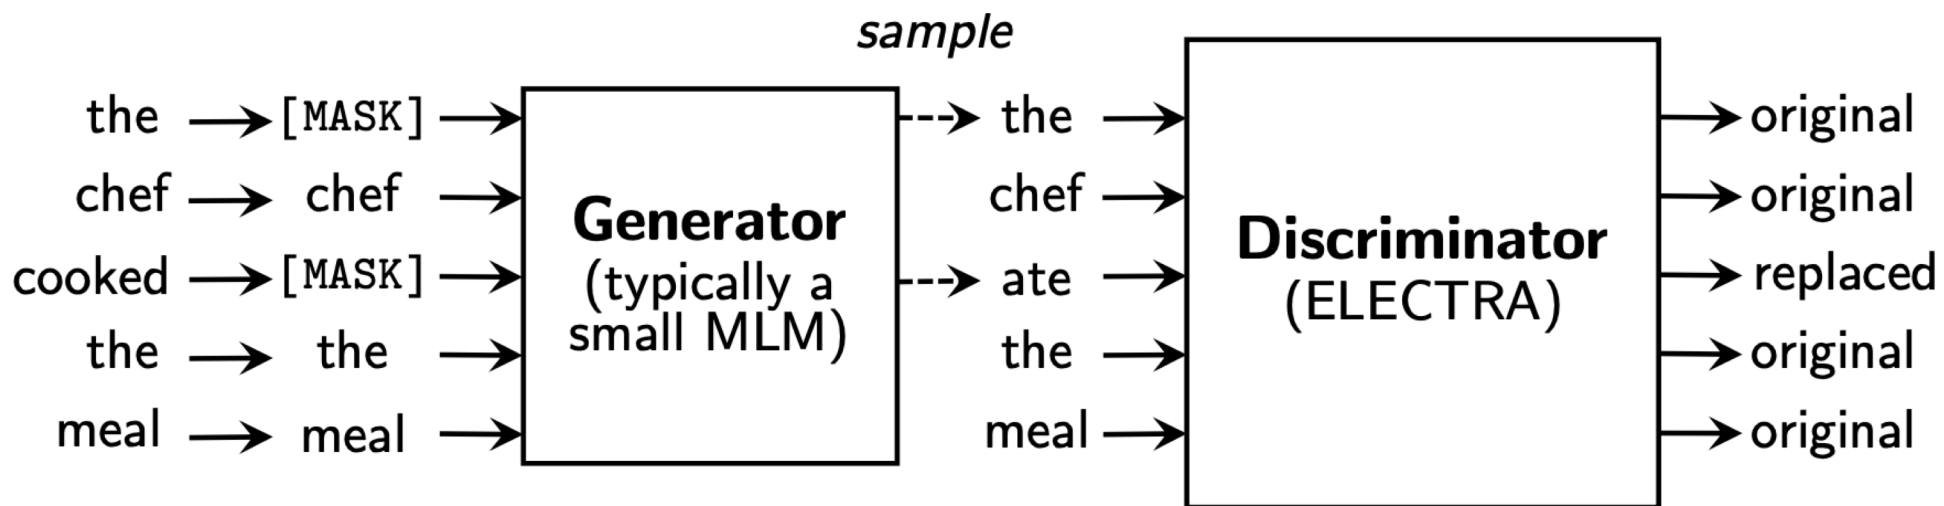 sample
the [MASK] the original
chef chef chef original
cooked [MASK] ate replaced
the the the original
meal meal meal original
Generator
(typically a
small MLM)
Discriminator
(ELECTRA)